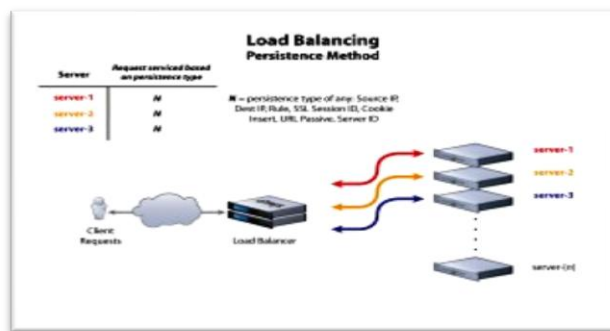 Load Balancing
Persistence Method
Server
Request serviced based
on persistence type
server-1 N
server-2 N
server-3 N
N = persistence type of any: Source IP,
Dest IP, Rule, SSL Session ID, Cookie
Insert, URL Passive, Server ID
server-1
server-2
server-3
Client
Requests
Load Balancer
server-(n)